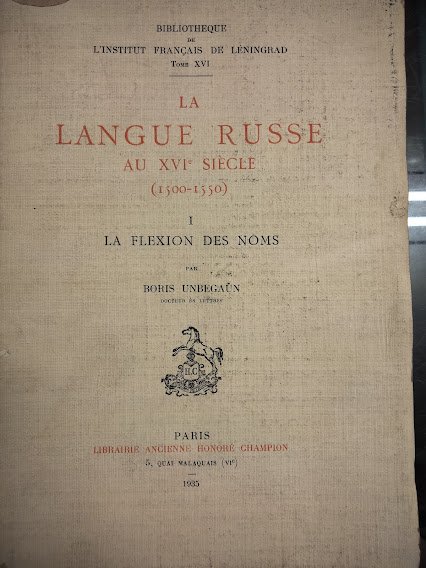 BIBLIOTHÈQUE
DE
L'INSTITUT FRANÇAIS DE LÉNINGRAD
TOME XVI
LA
LANGUE RUSSE
AU XVIe SIÈCLE
(1500-1550)
I
LA FLEXION DES NOMS
PAR
BORIS UNBEGAUN
DOCTEUR ÈS LETTRES
H.C
PARIS
LIBRAIRIE ANCIENNE HONORÉ CHAMPION
5, QUAI MALAQUAIS (VIe)
1935